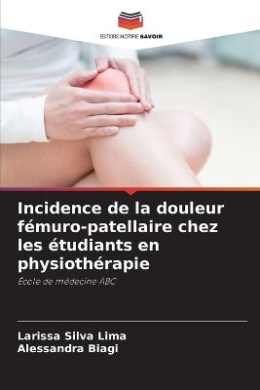 EDITIONS NOTRE SAVOIR
Incidence de la douleur
fémuro-patellaire chez
les étudiants en
physiothérapie
École de médecine ABC
Larissa Silva Lima
Alessandra Biagi